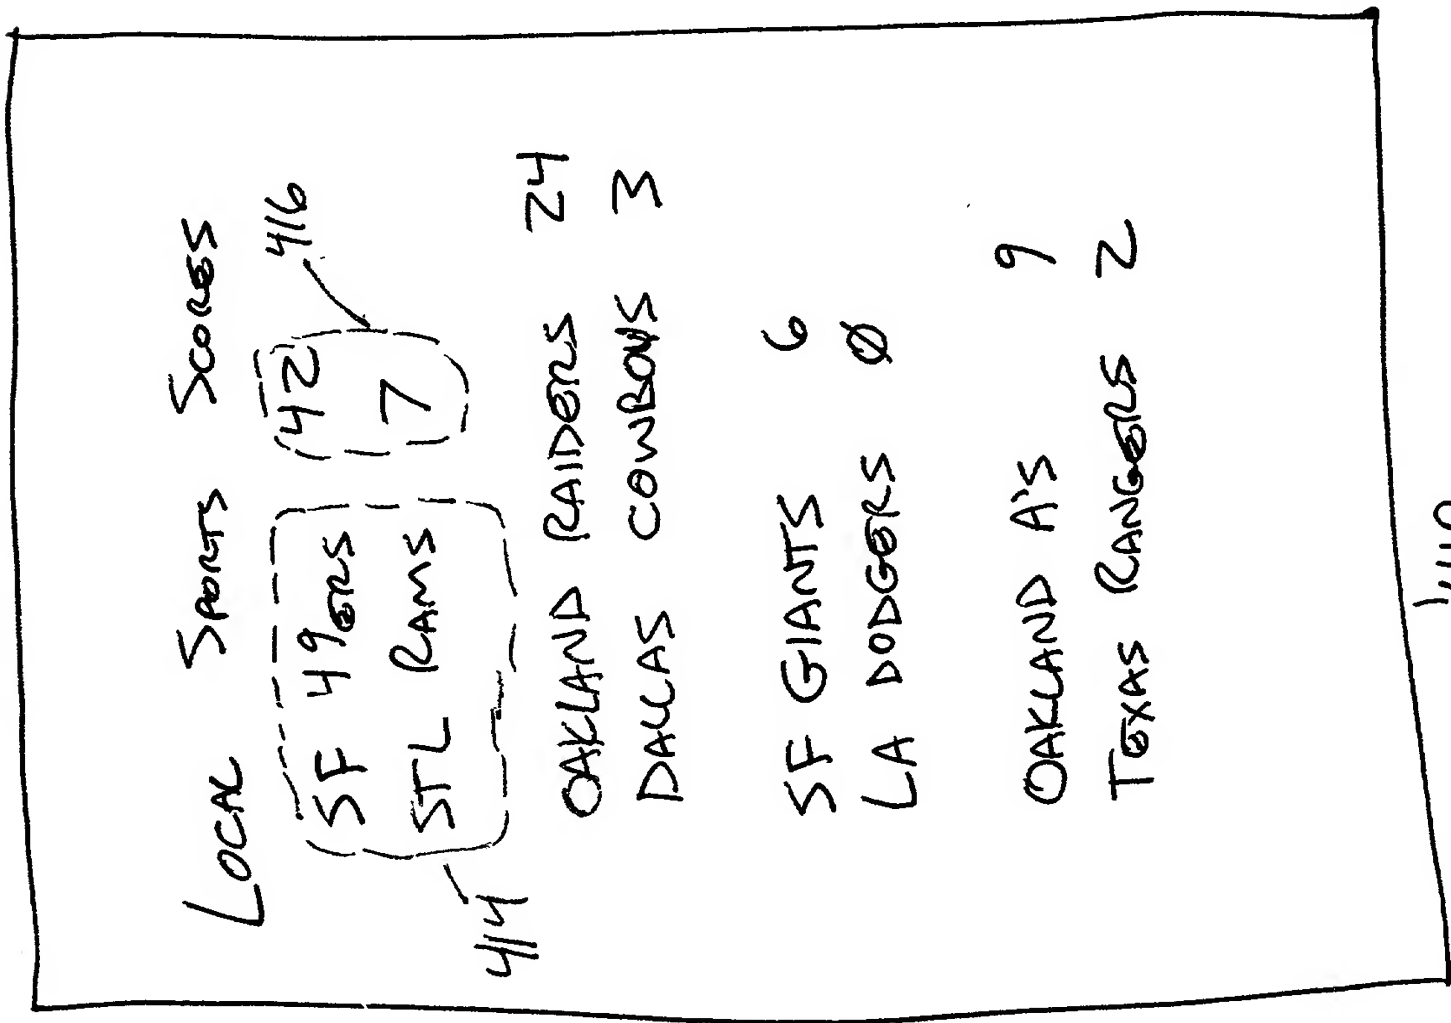 LOCAL SPORTS SCORES
416
SF 49ERS 42
STL RAMS 7
414
OAKLAND RAIDERS 24
DALLAS COWBOYS 3
SF GIANTS 6
LA DODGERS Ø
OAKLAND A'S 9
TEXAS RANGERS 2